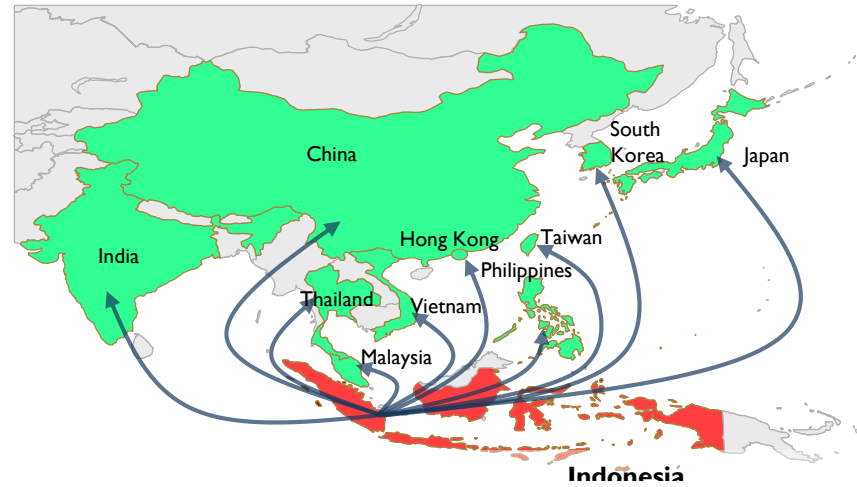 South
Korea
Japan
China
Hong Kong
Taiwan
India
Philippines
Thailand
Vietnam
Malaysia
Indonesia